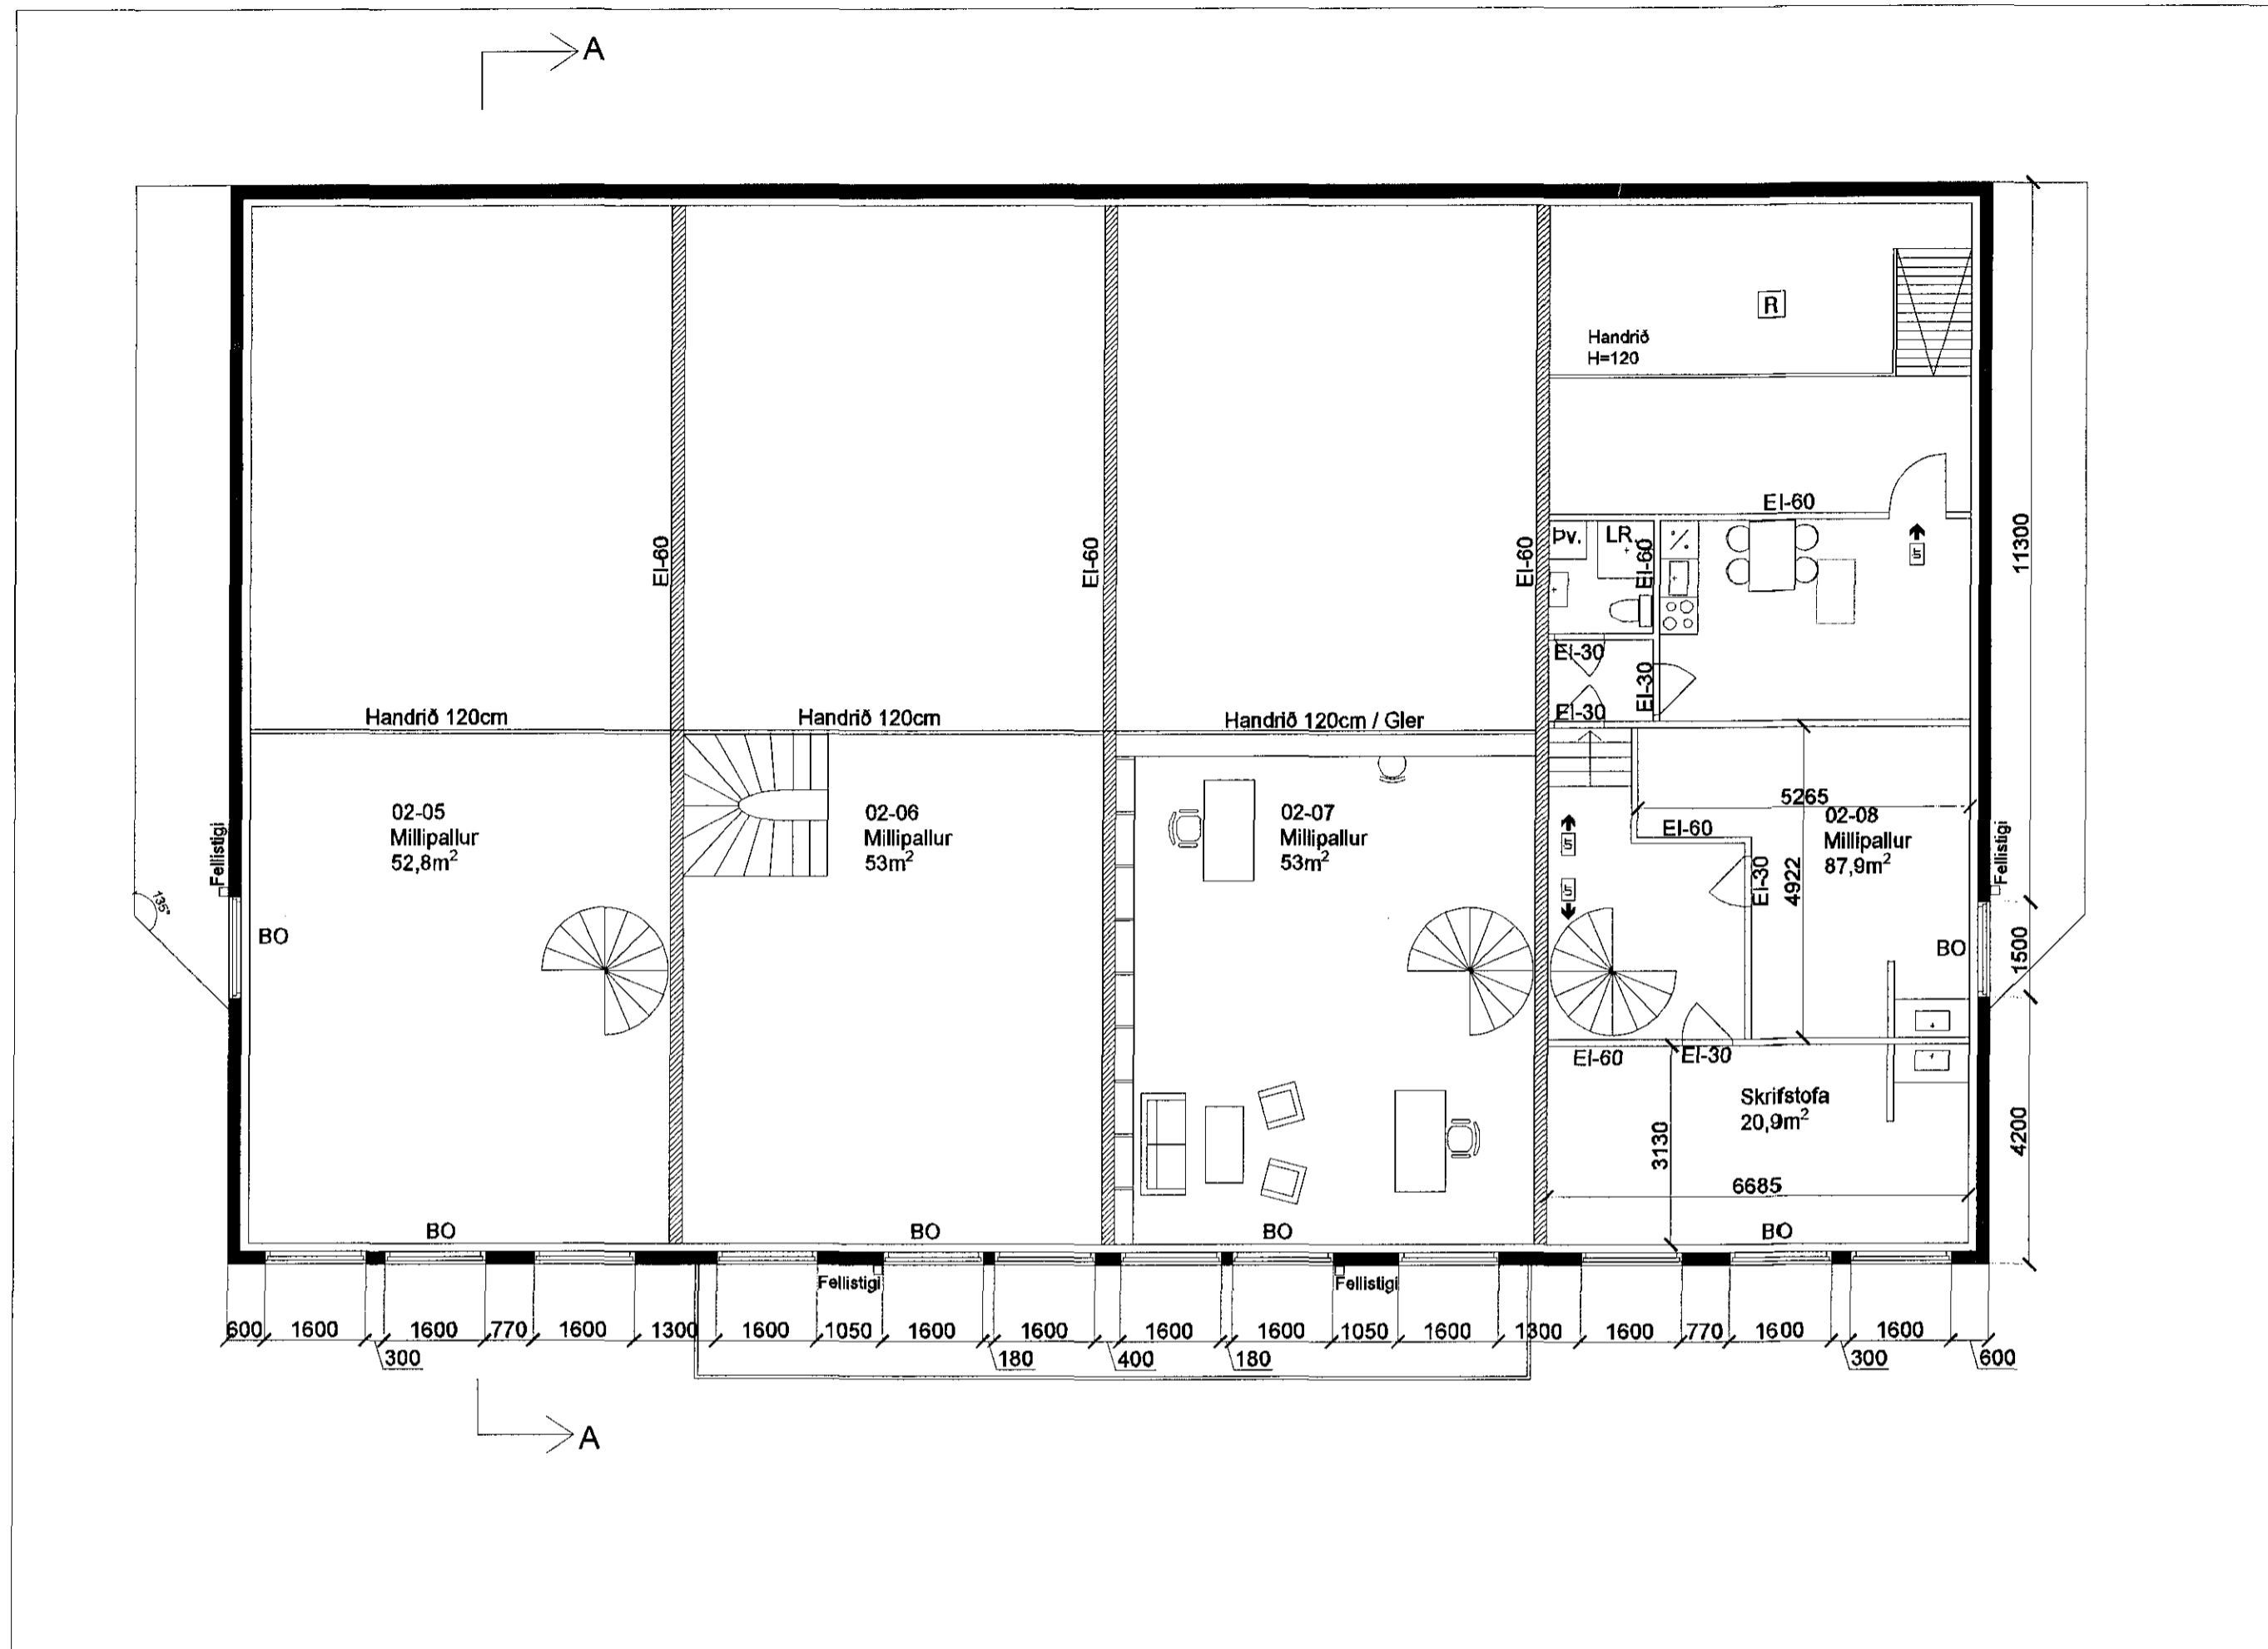 A
R
Handrið
H=120
EI-60
EI-60
EI-60
EI-60
Þv.
LR.
EI-60
ÚT
11300
EI-30
EI-30
EI-30
Handrið 120cm
Handrið 120cm
Handrið 120cm / Gler
02-05
Millipallur
52,8m²
02-06
Millipallur
53m²
02-07
Millipallur
53m²
5265
02-08
Millipallur
87,9m²
EI-60
EI-30
4922
ÚT
ÚT
Fellistigi
Fellistigi
135°
BO
BO
1500
EI-60
EI-30
Skrifstofa
20,9m²
3130
6685
4200
BO
BO
BO
BO
Fellistigi
Fellistigi
600 1600 1600 770 1600 1300 1600 1050 1600 1600 1600 1600 1050 1600 1300 1600 770 1600 1600
300 180 400 180 300 600
A